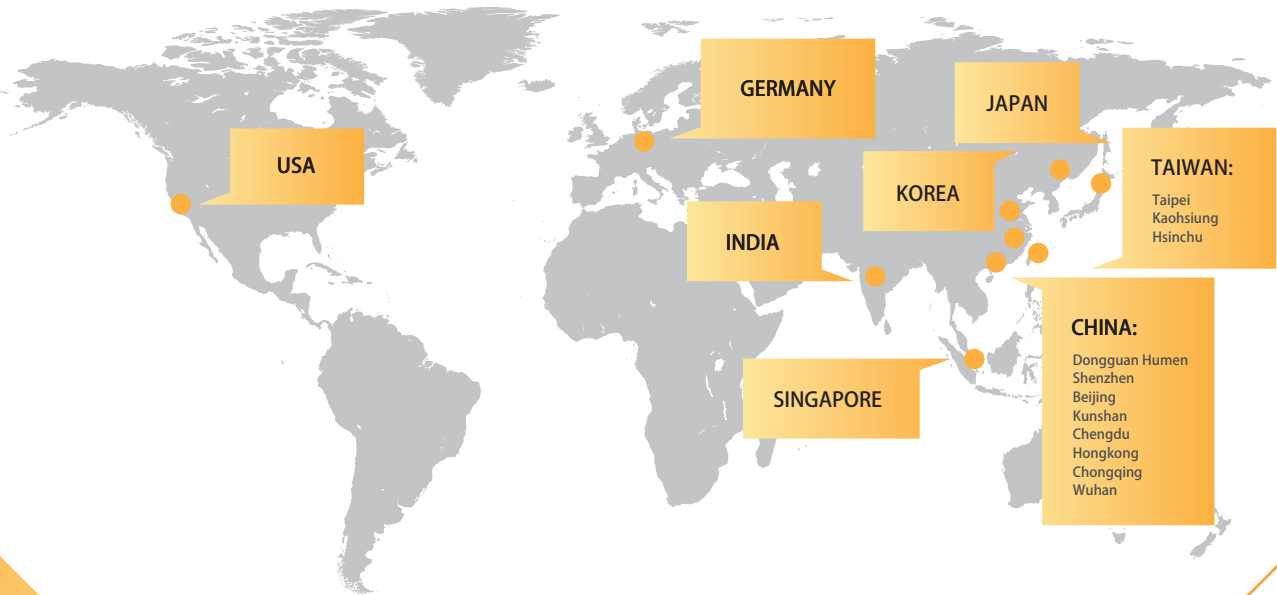 GERMANY
JAPAN
USA
KOREA
TAIWAN:
Taipei
Kaohsiung
Hsinchu
INDIA
SINGAPORE
CHINA:
Dongguan Humen
Shenzhen
Beijing
Kunshan
Chengdu
Hongkong
Chongqing
Wuhan